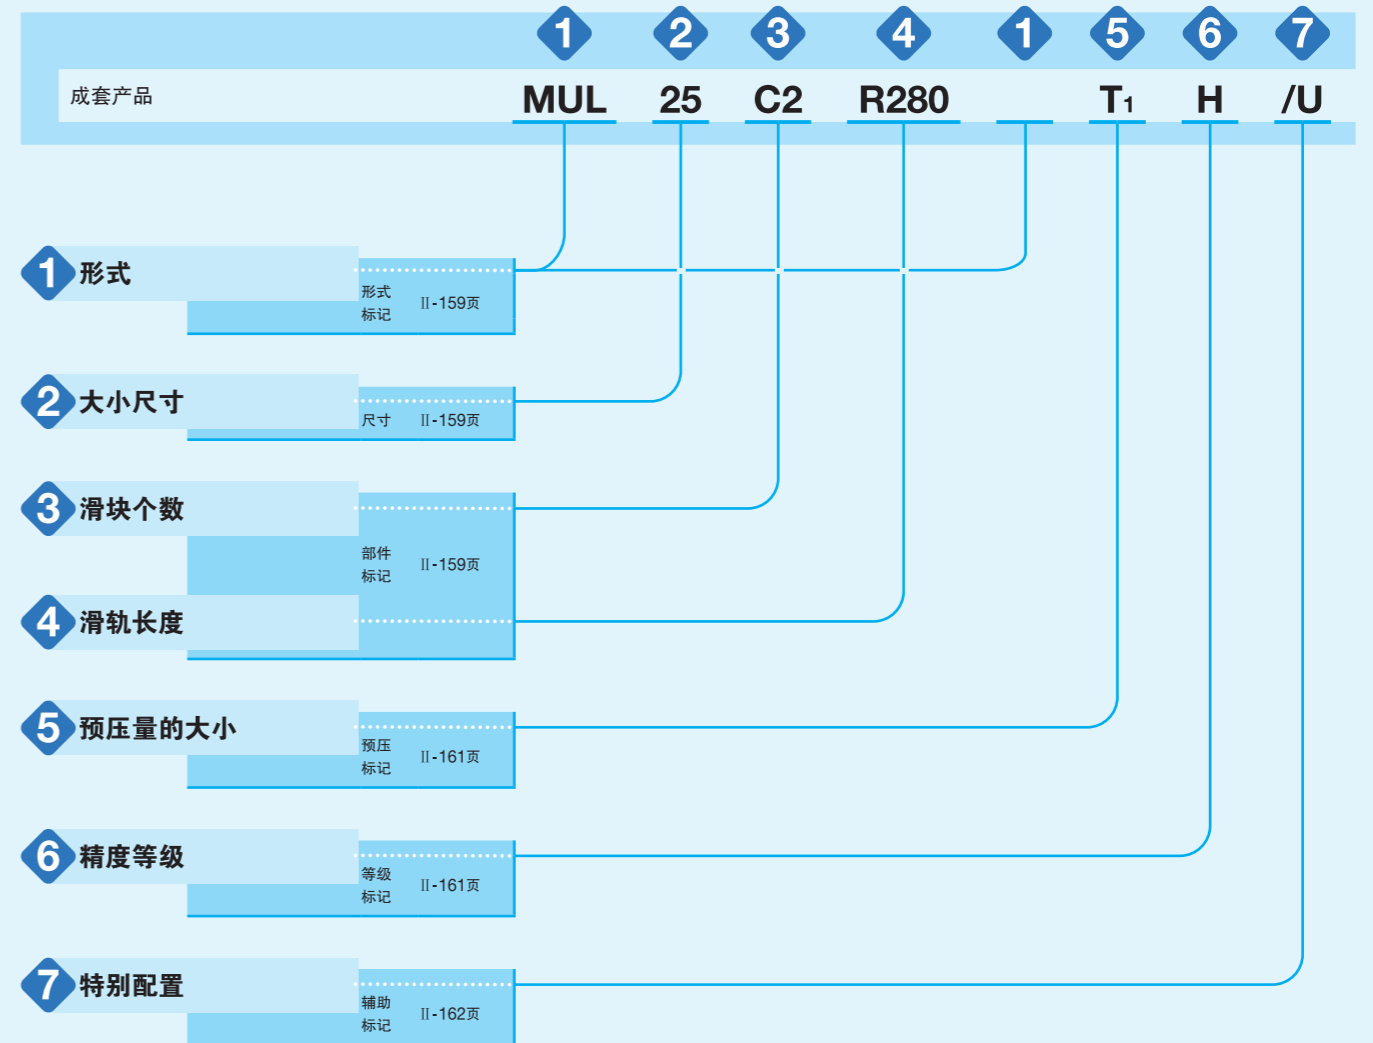 1 2 3 4 1 5 6 7
成套产品 MUL 25 C2 R280 T1 H /U
1 形式
形式
标记 II-159页
2 大小尺寸
尺寸 II-159页
3 滑块个数
部件
标记 II-159页
4 滑轨长度
5 预压量的大小
预压
标记 II-161页
6 精度等级
等级
标记 II-161页
7 特别配置
辅助
标记 II-162页